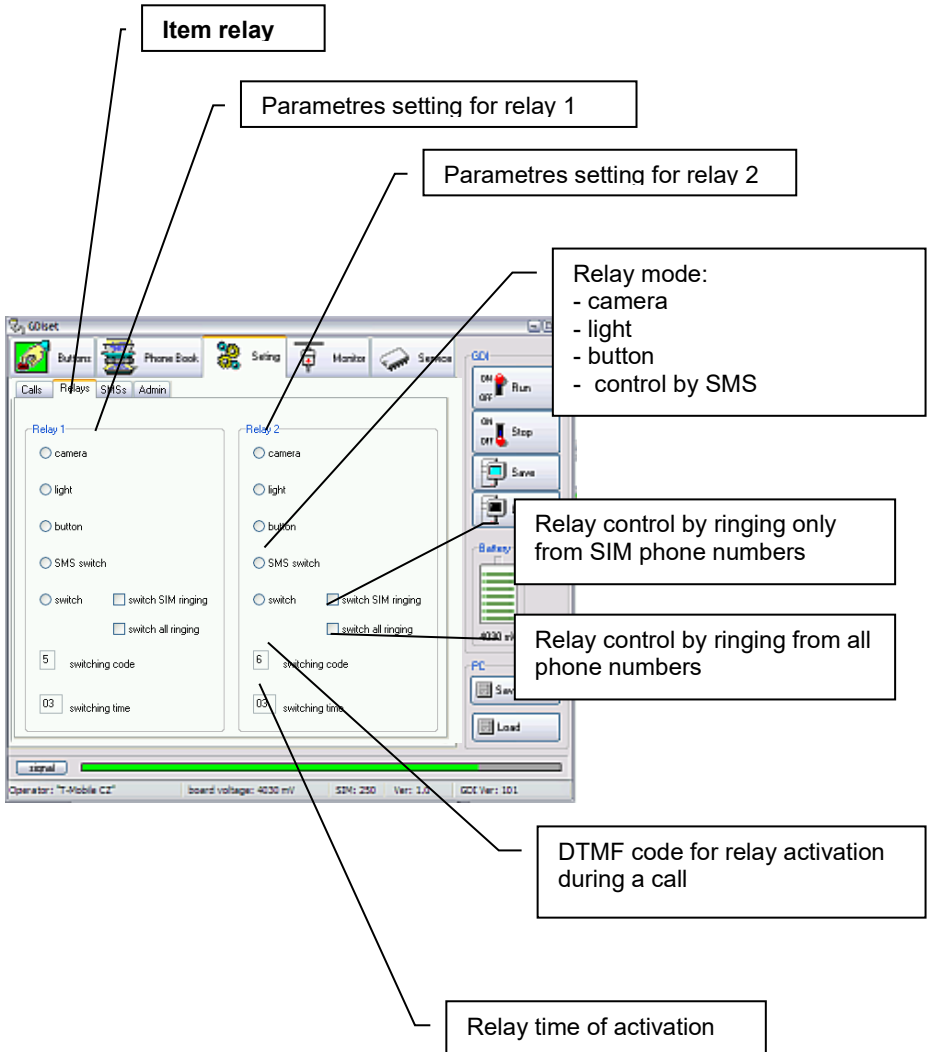 Item relay
Parametres setting for relay 1
Parametres setting for relay 2
Relay mode:
- camera
- light
- button
- control by SMS
GDIset
Buttons Phone Book Seting Monitor Service
Calls Relays SMSs Admin
GDI
ON
OFF Run
ON
OFF Stop
Save
Relay 1 Relay 2
camera camera
light light
button button
SMS switch SMS switch
switch switch SIM ringing switch switch SIM ringing
switch all ringing switch all ringing
5 switching code 6 switching code
03 switching time 03 switching time
Battery
4030
PC
Load
Relay control by ringing only
from SIM phone numbers
Relay control by ringing from all
phone numbers
signal
Operator: "T-Mobile CZ" board voltage: 4030 mV SIM: 250 Ver: 1.0 GDI Ver: 101
DTMF code for relay activation
during a call
Relay time of activation